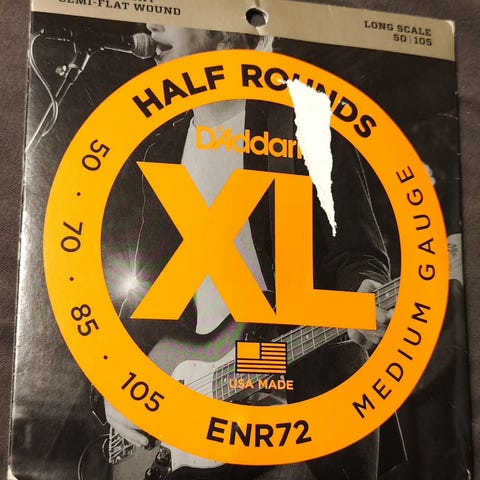 SEMI-FLAT WOUND
LONG SCALE
50|105
HALF ROUNDS
D'Addari
XL
50 · 70 · 85 · 105
MEDIUM GAUGE
USA MADE
ENR72